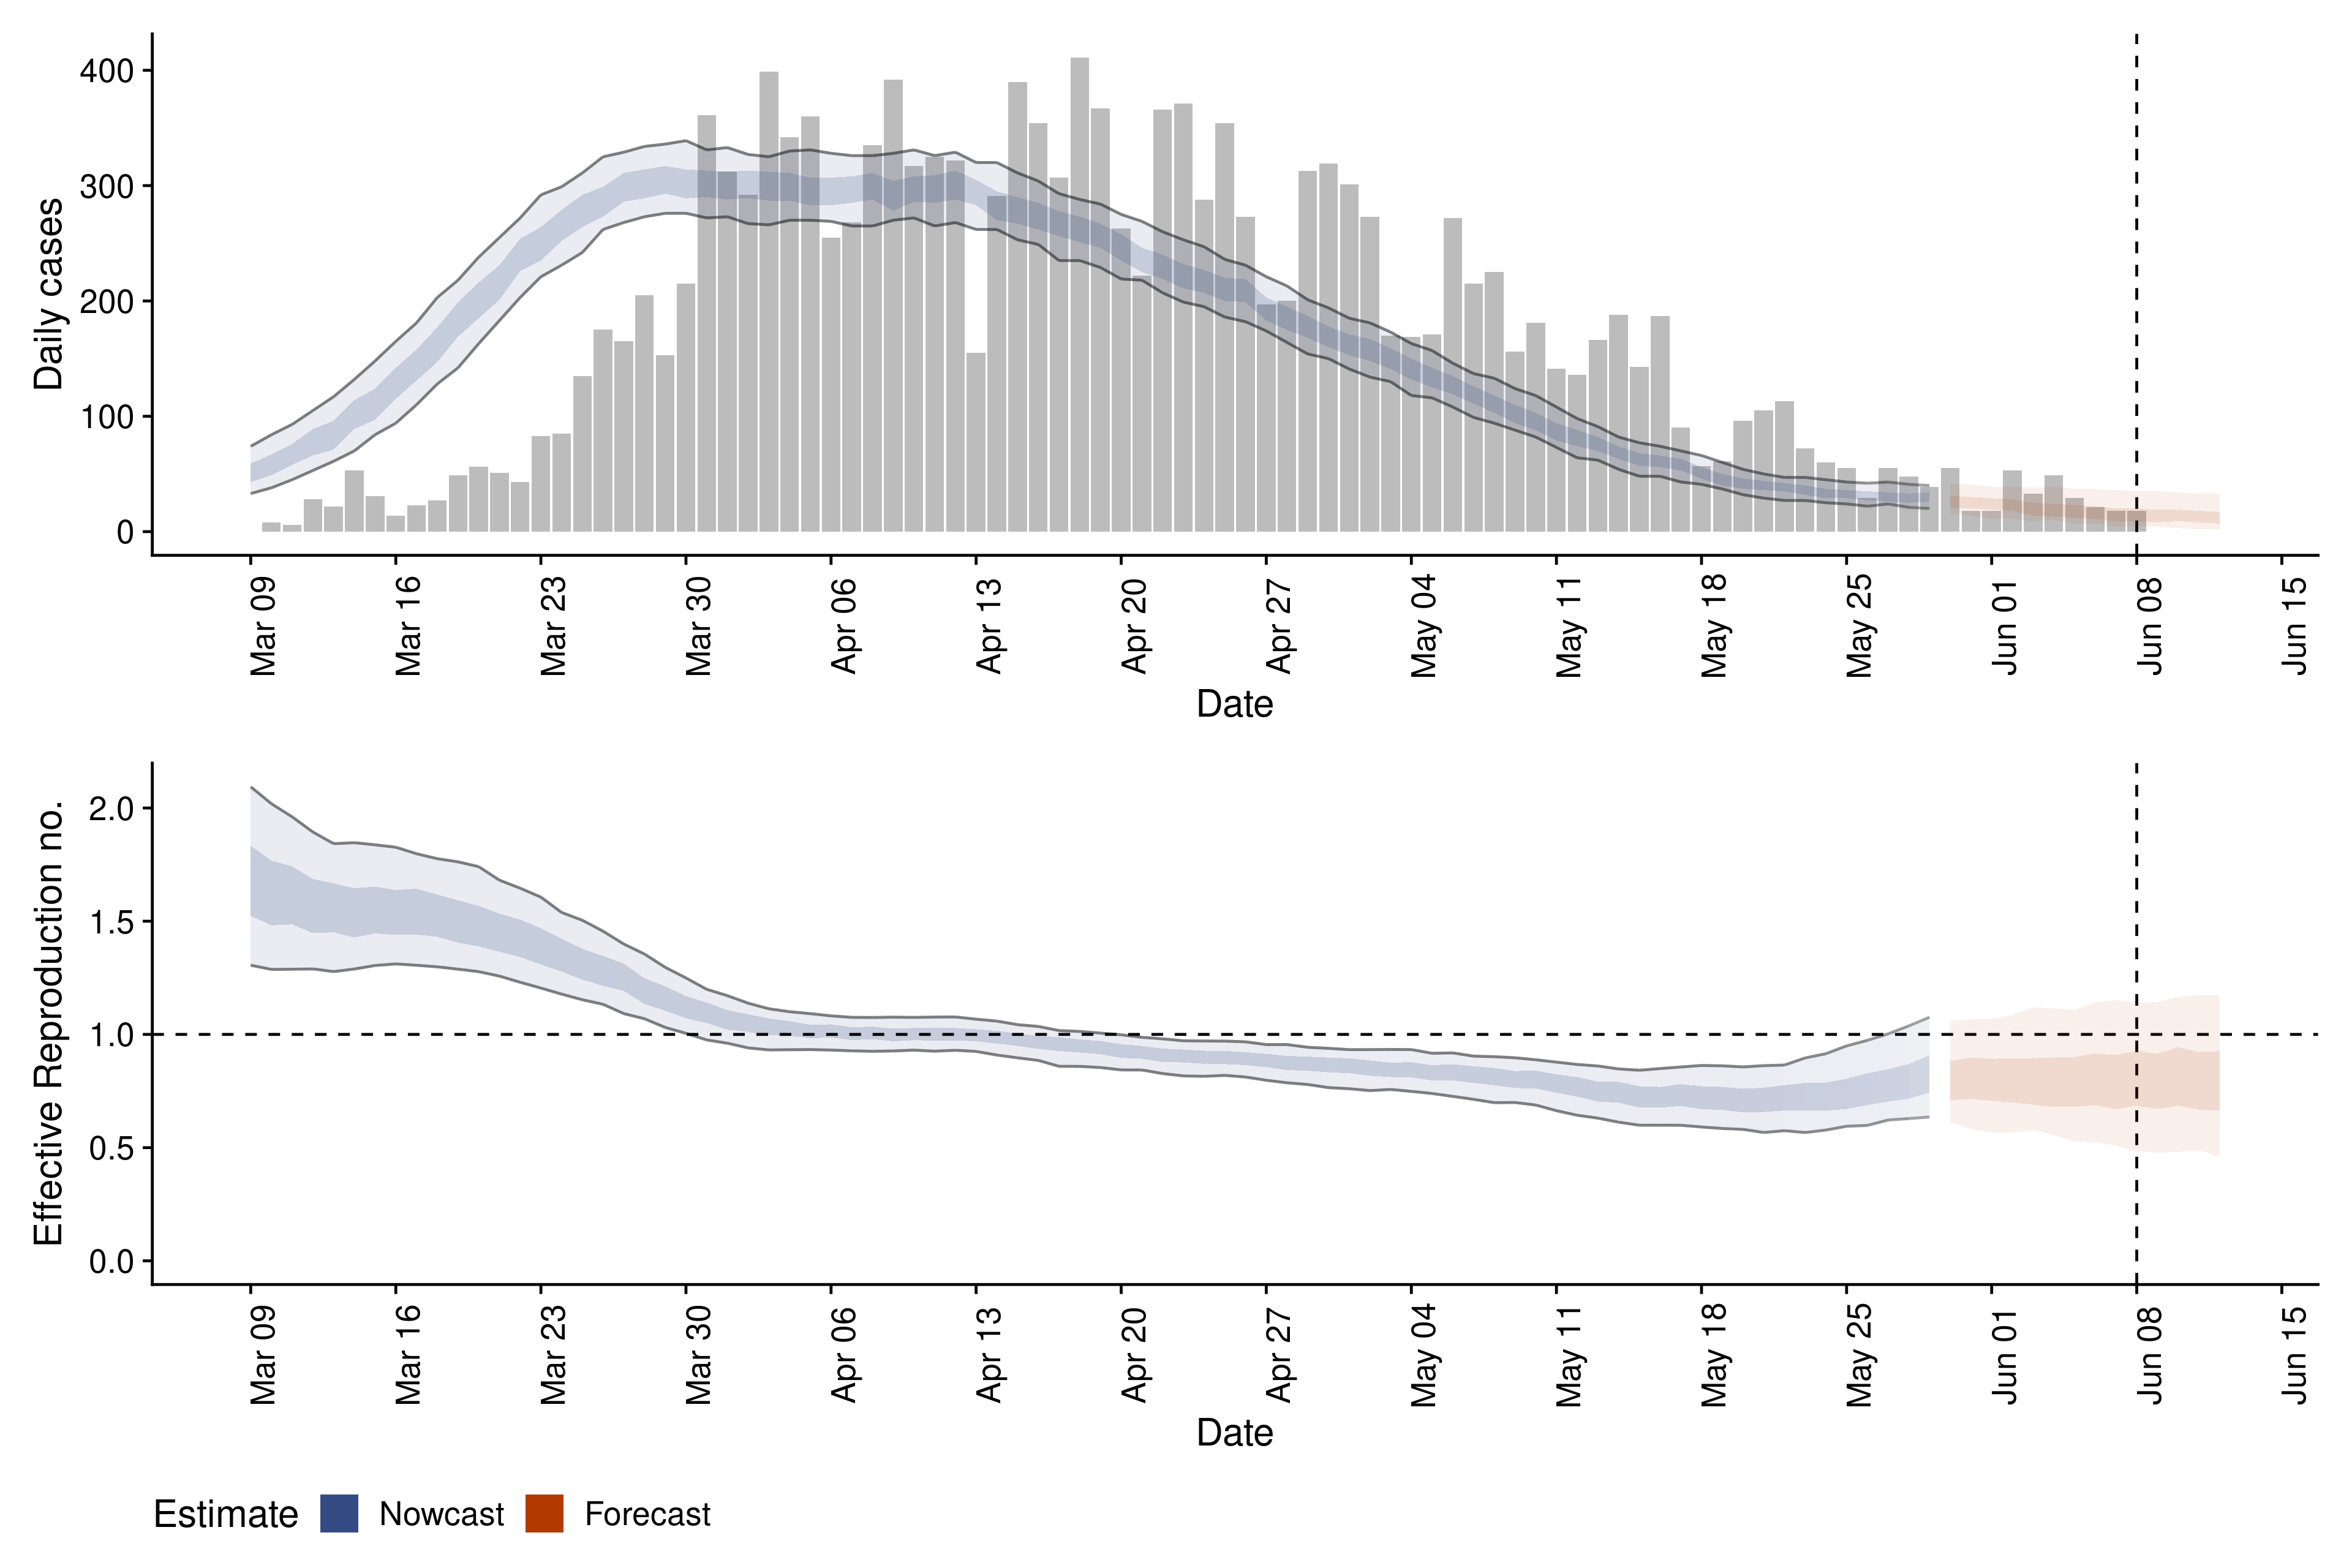 Daily cases
400
300
200
100
0
Mar 09 Mar 16 Mar 23 Mar 30 Apr 06 Apr 13 Apr 20 Apr 27 May 04 May 11 May 18 May 25 Jun 01 Jun 08 Jun 15
Date
Effective Reproduction no.
2.0
1.5
1.0
0.5
0.0
Mar 09 Mar 16 Mar 23 Mar 30 Apr 06 Apr 13 Apr 20 Apr 27 May 04 May 11 May 18 May 25 Jun 01 Jun 08 Jun 15
Date
Estimate Nowcast Forecast